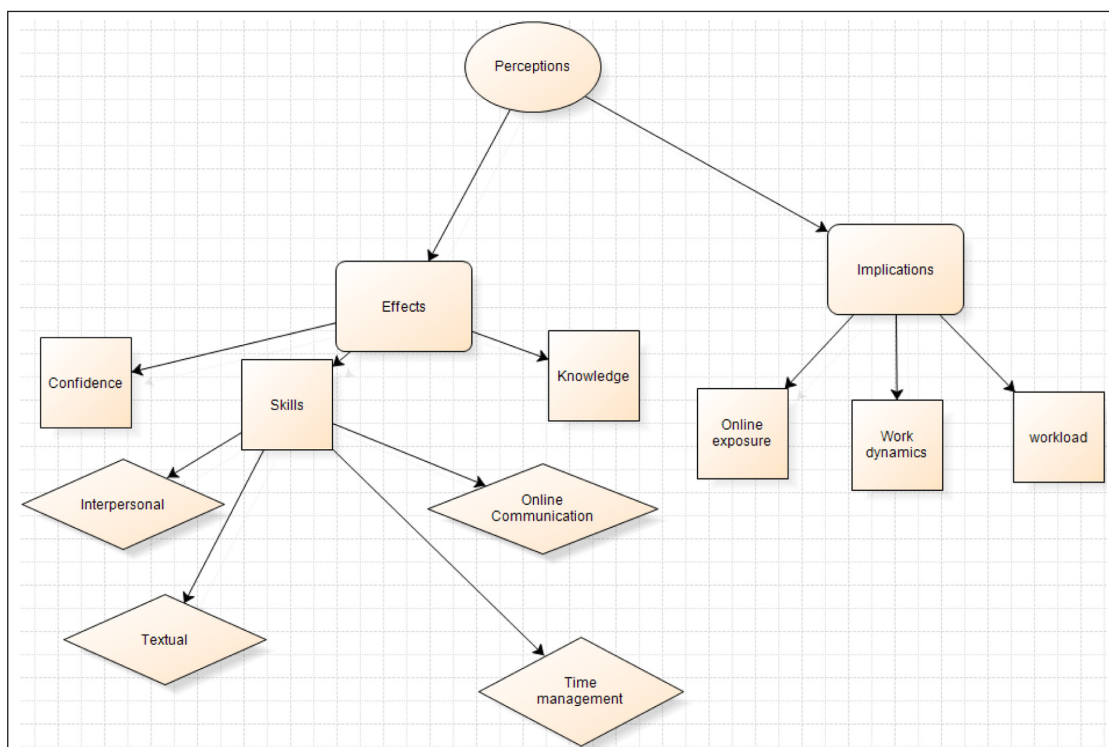 Perceptions
Implications
Effects
Confidence
Skills
Knowledge
Online
exposure
Work
dynamics
workload
Interpersonal
Online
Communication
Textual
Time
management